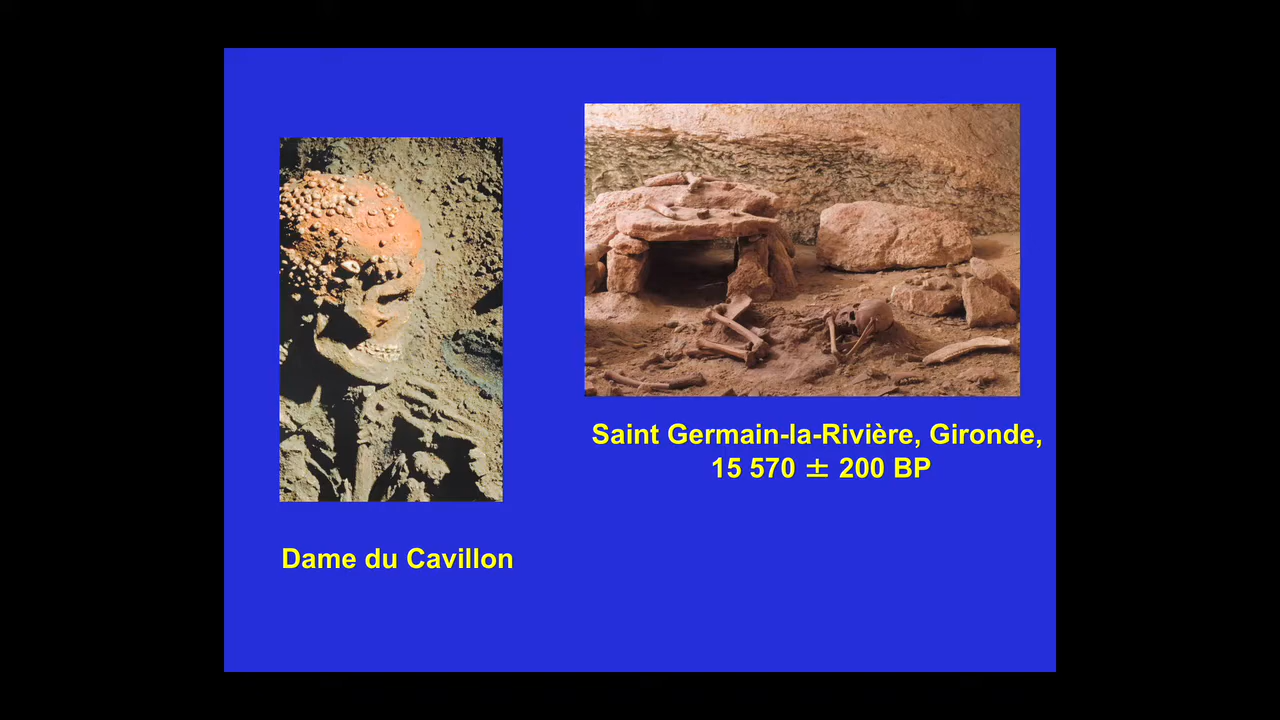 Saint Germain-la-Rivière, Gironde,
15 570 ± 200 BP
Dame du Cavillon